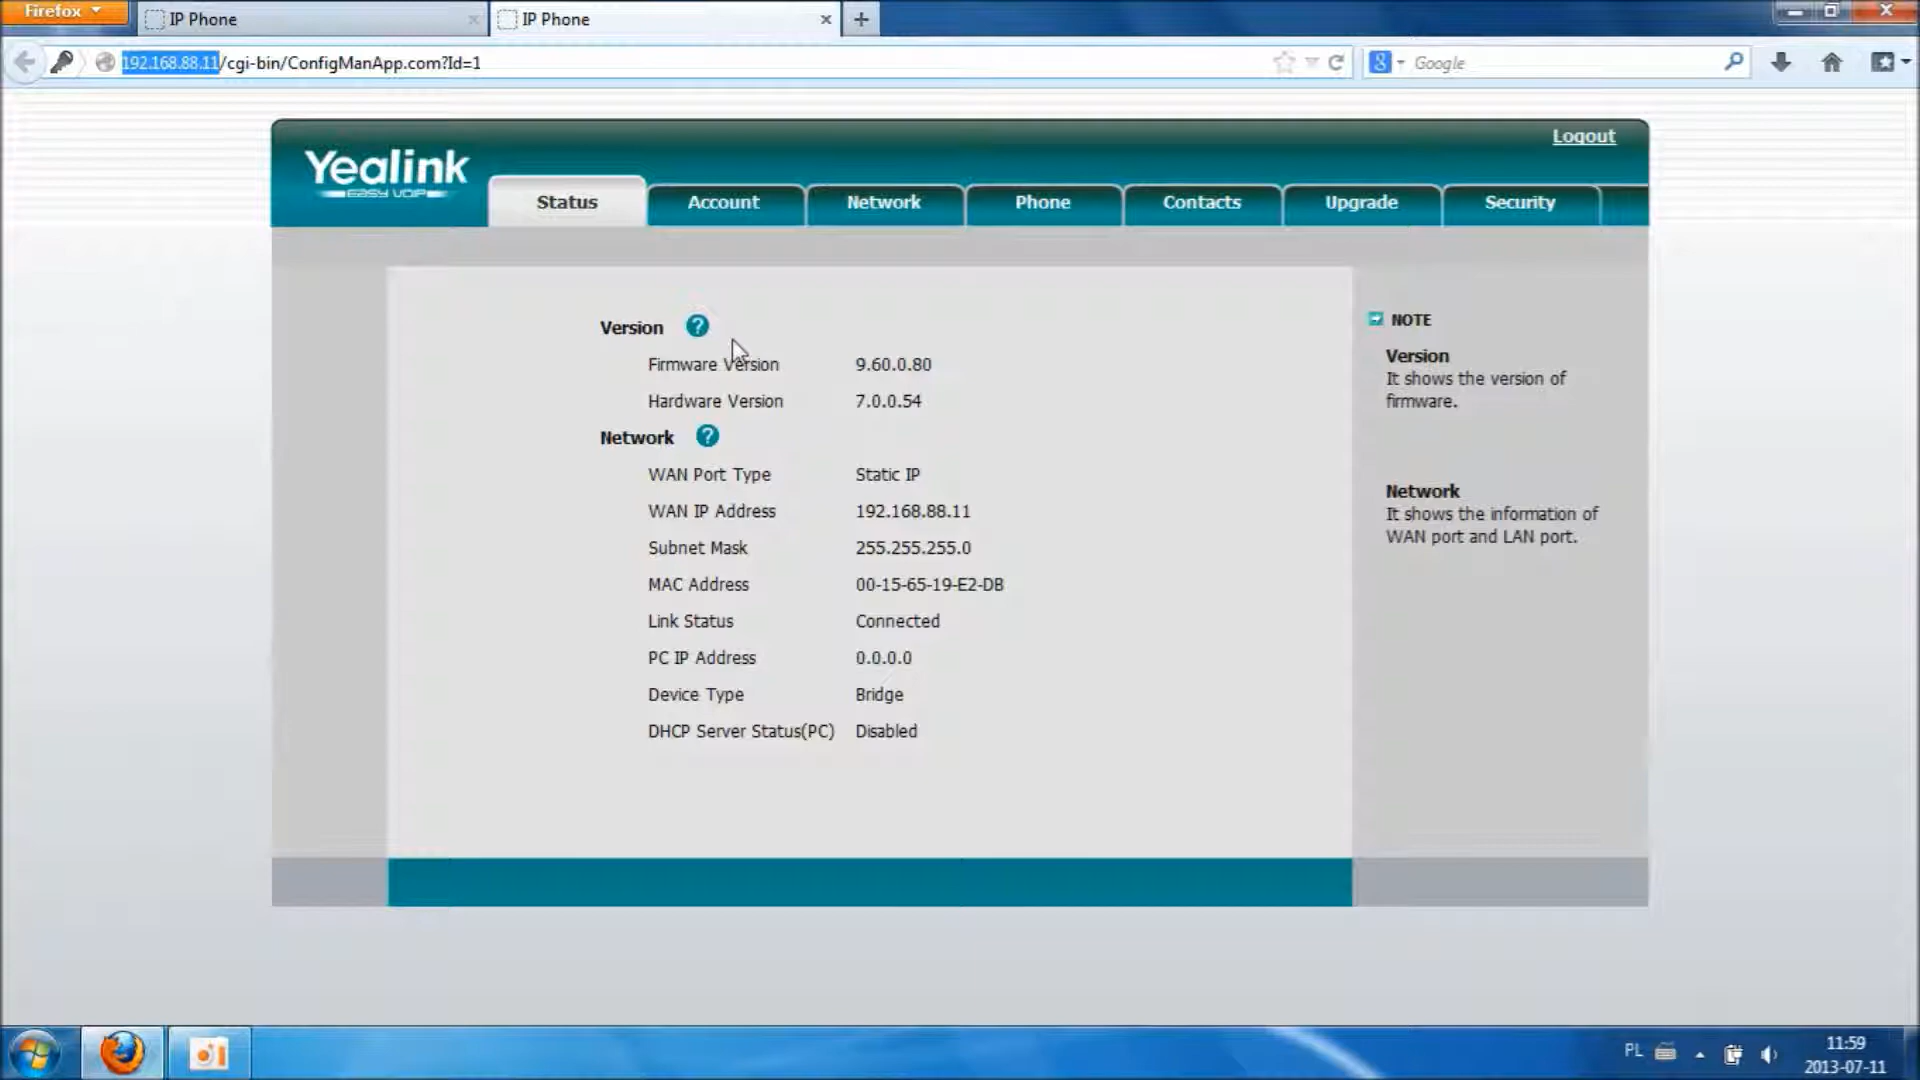 Firefox
IP Phone
IP Phone
192.168.88.11/cgi-bin/ConfigManApp.com?Id=1
8
Google
Logout
Yealink
EASY VOIP
Status
Account
Network
Phone
Contacts
Upgrade
Security
Version ?
Firmware Version 9.60.0.80
Hardware Version 7.0.0.54
Network ?
WAN Port Type Static IP
WAN IP Address 192.168.88.11
Subnet Mask 255.255.255.0
MAC Address 00-15-65-19-E2-DB
Link Status Connected
PC IP Address 0.0.0.0
Device Type Bridge
DHCP Server Status(PC) Disabled
NOTE
Version
It shows the version of
firmware.
Network
It shows the information of
WAN port and LAN port.
PL
11:59
2013-07-11